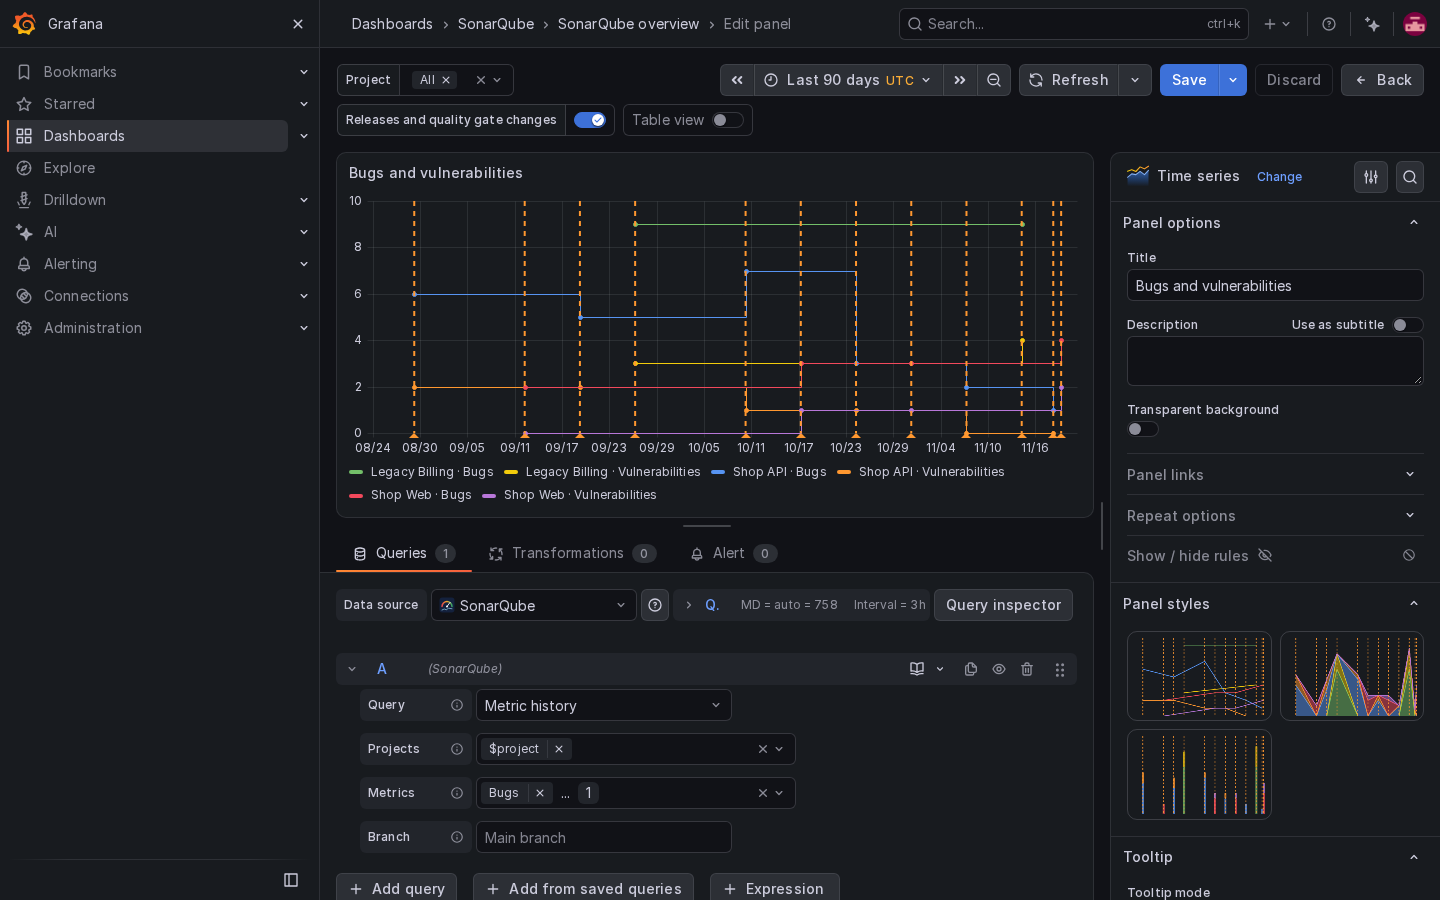 Grafana
Dashboards › SonarQube › SonarQube overview › Edit panel
Search...
ctrl+k
Bookmarks
Starred
Dashboards
Explore
Drilldown
AI
Alerting
Connections
Administration
Project
All
Last 90 days UTC
Refresh
Save
Discard
Back
Releases and quality gate changes
Table view
Bugs and vulnerabilities
10
8
6
4
2
0
08/24 08/30 09/05 09/11 09/17 09/23 09/29 10/05 10/11 10/17 10/23 10/29 11/04 11/10 11/16
Legacy Billing · Bugs Legacy Billing · Vulnerabilities Shop API · Bugs Shop API · Vulnerabilities
Shop Web · Bugs Shop Web · Vulnerabilities
Queries 1
Transformations 0
Alert 0
Data source
SonarQube
Q.
MD = auto = 758
Interval = 3h
Query inspector
A
(SonarQube)
Query
Metric history
Projects
$project
Metrics
Bugs
...
1
Branch
Main branch
Add query
Add from saved queries
Expression
Time series
Change
Panel options
Title
Bugs and vulnerabilities
Description
Use as subtitle
Transparent background
Panel links
Repeat options
Show / hide rules
Panel styles
Tooltip
Tooltip mode